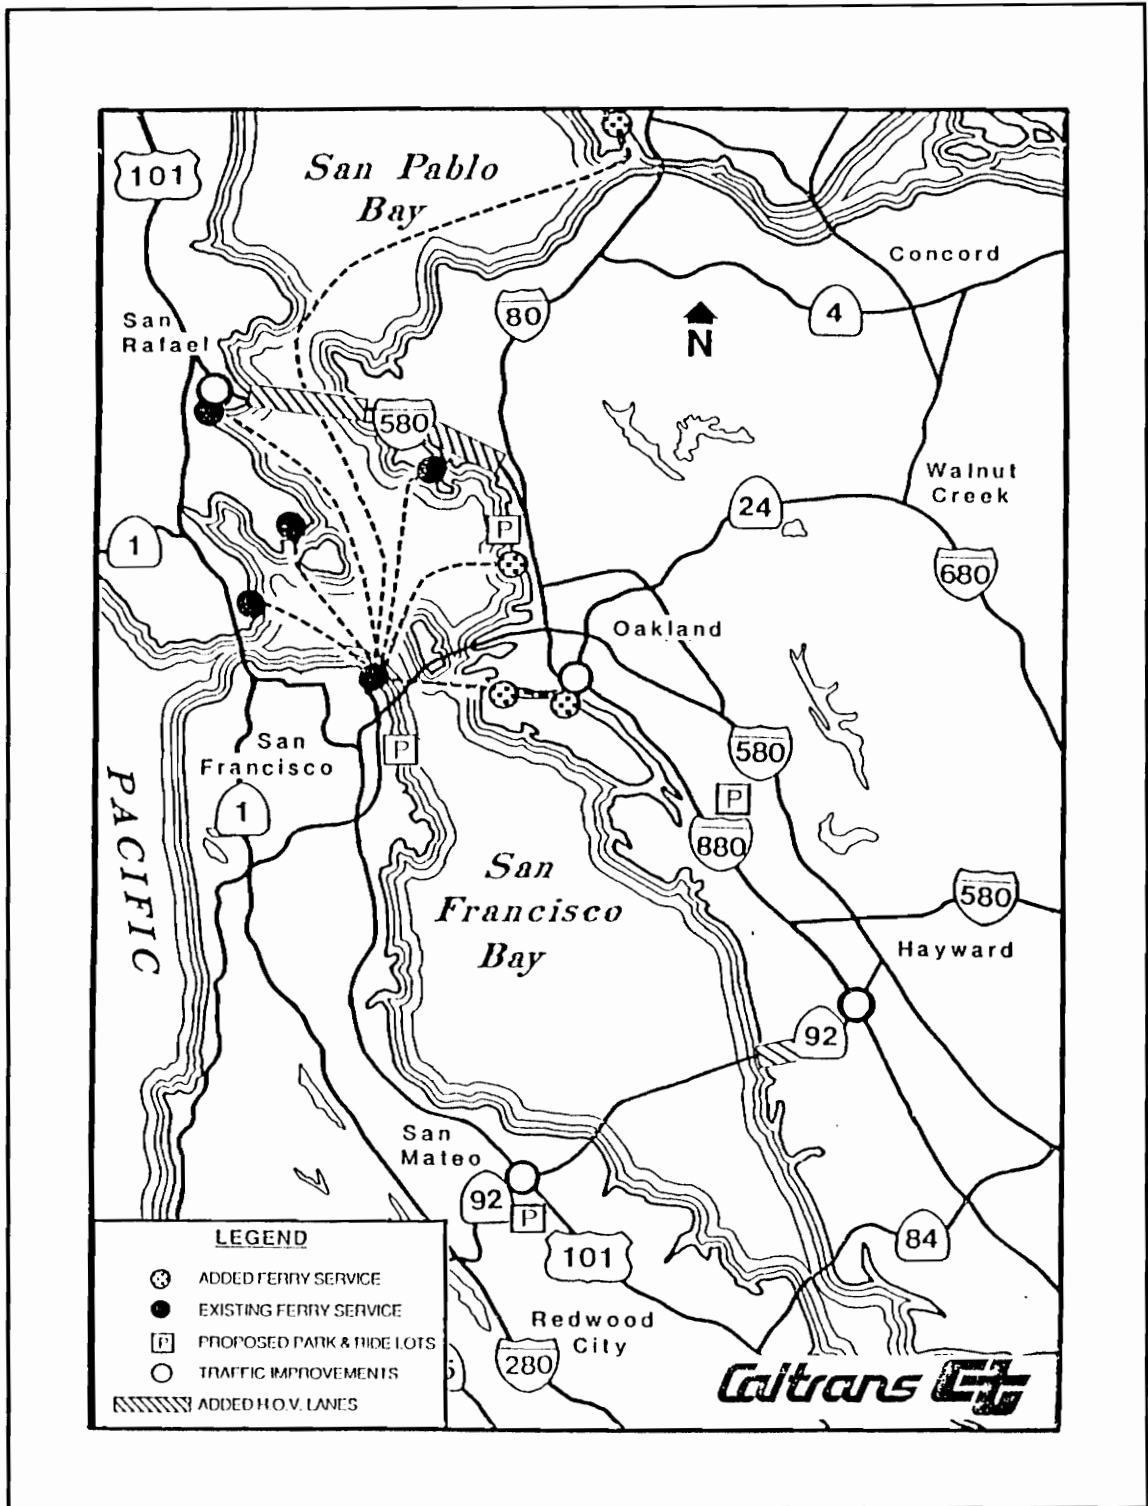 101
San Pablo
Bay
Concord
80
4
N
San
Rafael
580
Walnut
Creek
24
P
1
680
Oakland
580
San
Francisco
P
P
1
880
PACIFIC
San
Francisco
Bay
580
Hayward
92
San
Mateo
92
P
84
101
Redwood
City
280
LEGEND
ADDED FERRY SERVICE
EXISTING FERRY SERVICE
P PROPOSED PARK & RIDE LOTS
TRAFFIC IMPROVEMENTS
ADDED H.O.V. LANES
Caltrans